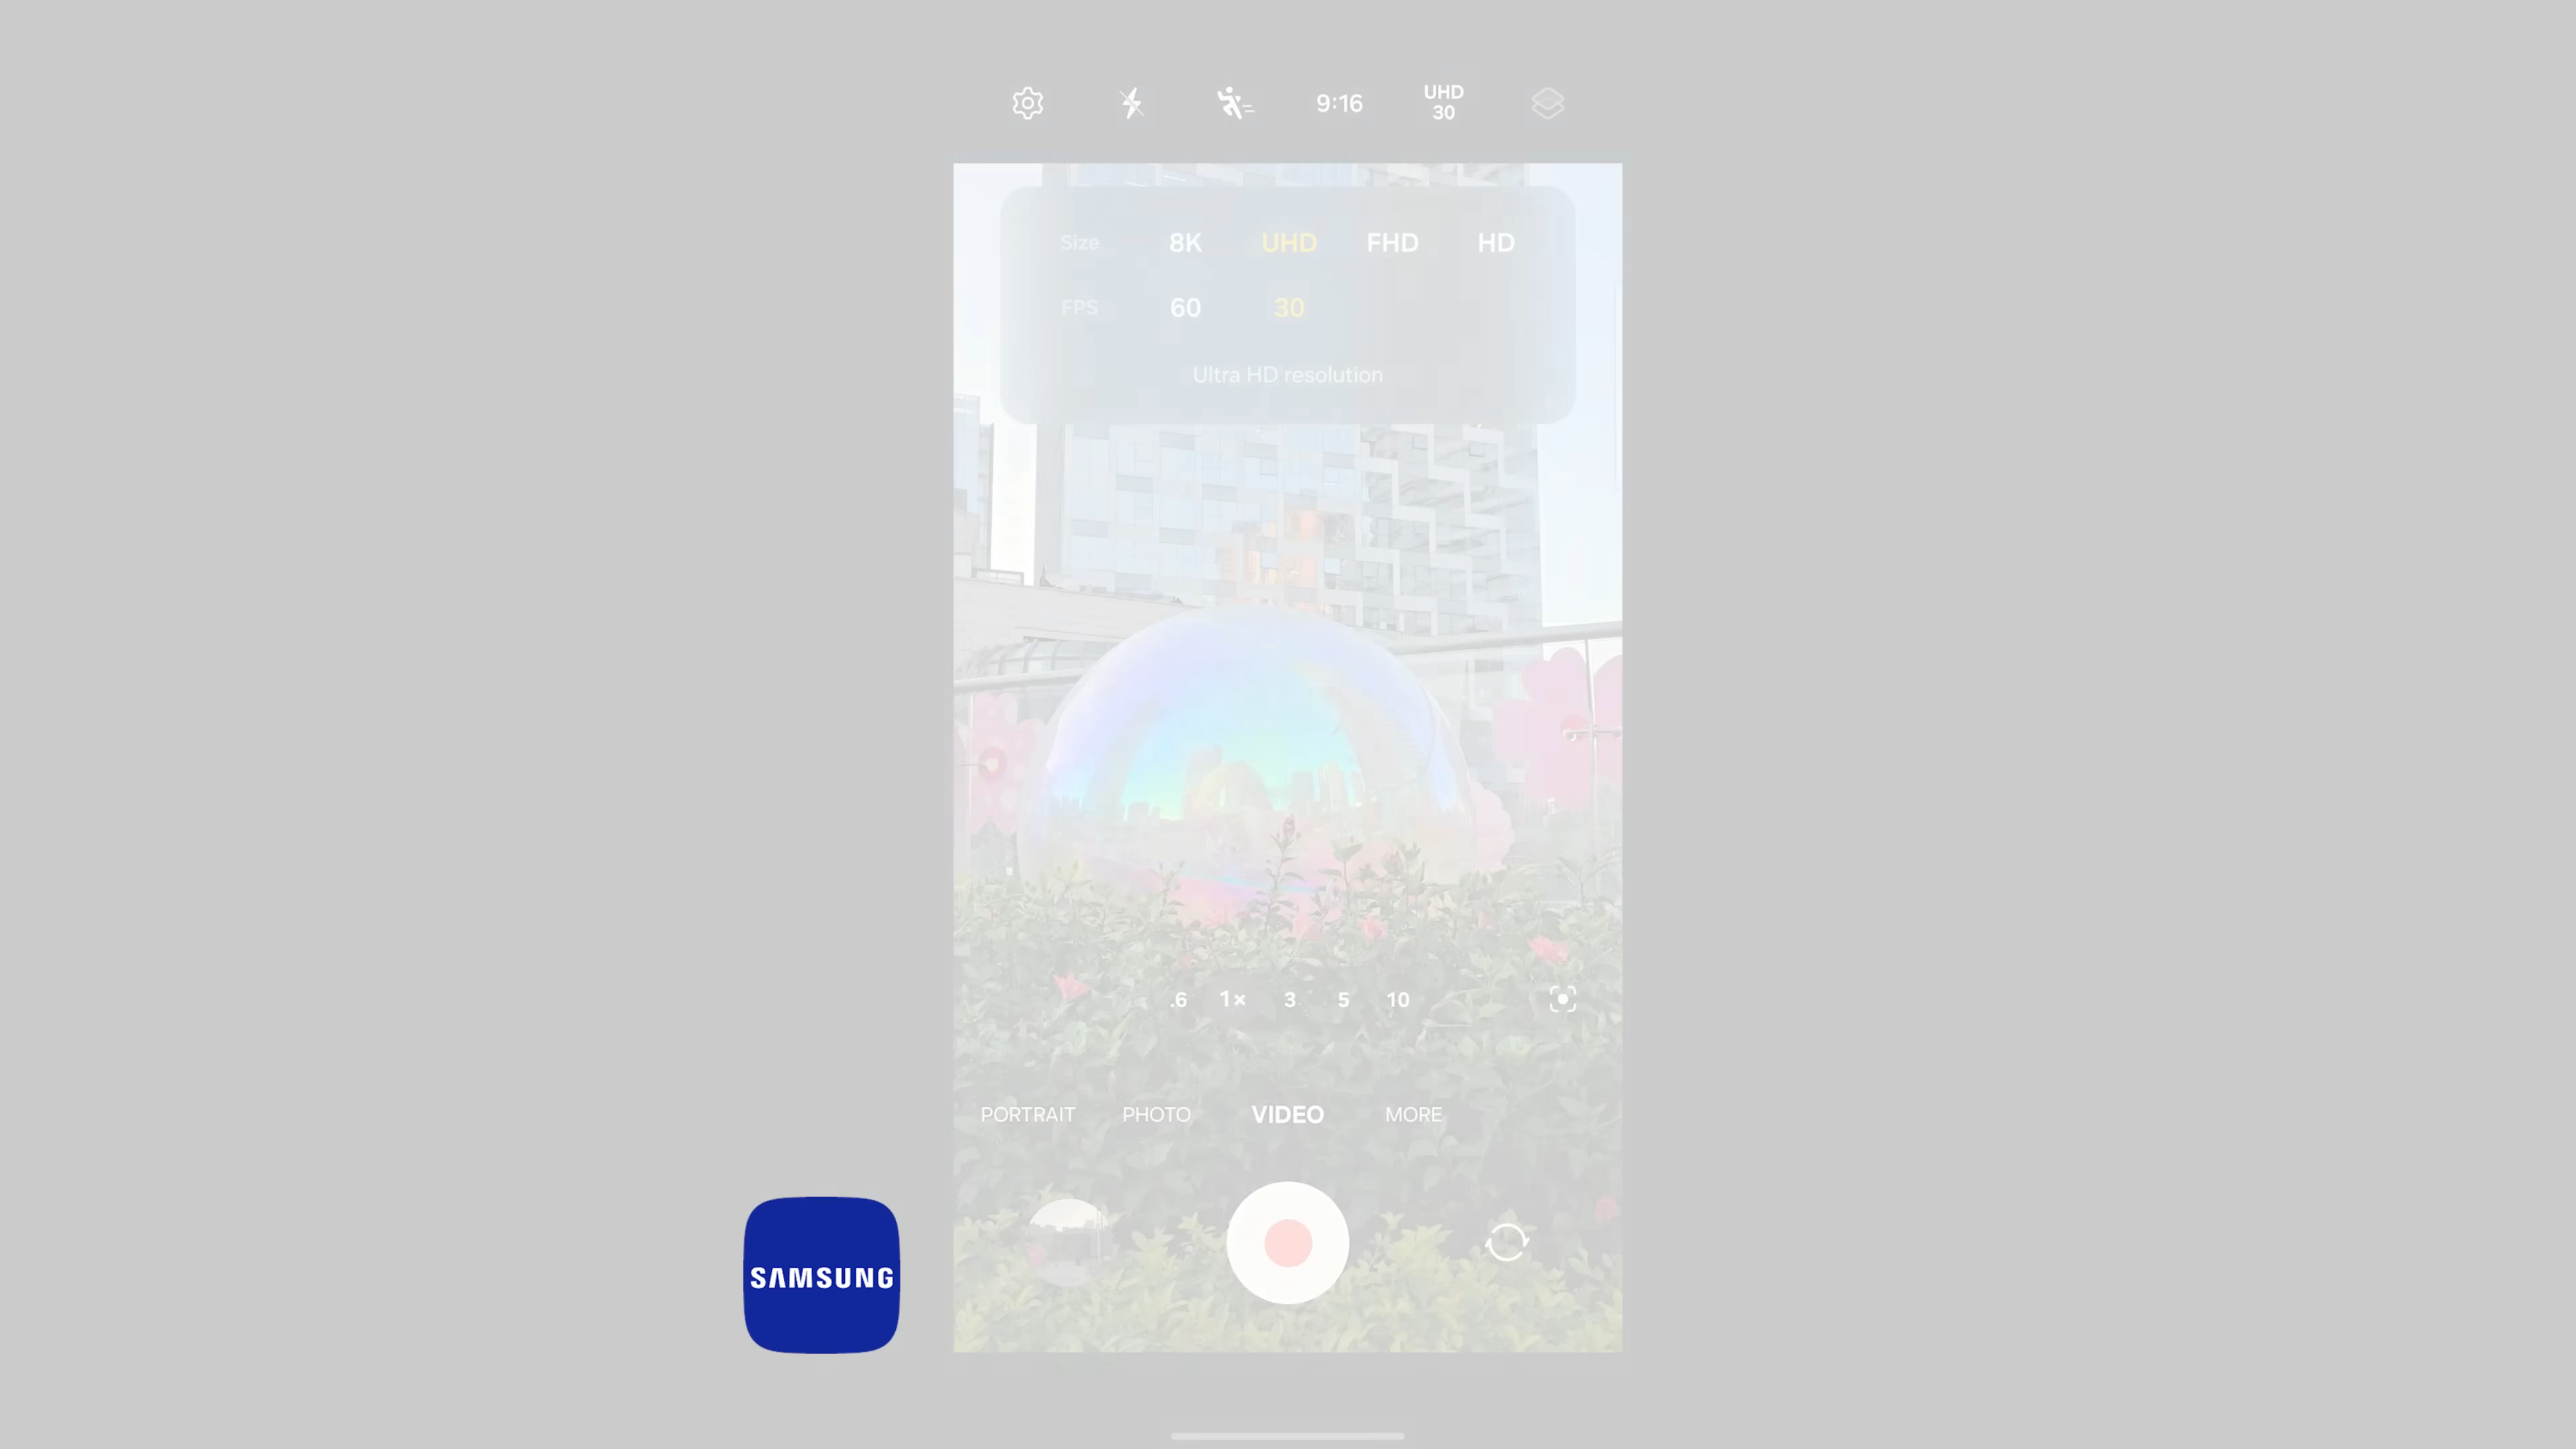 9:16
UHD
30
Size 8K UHD FHD HD
FPS 60 30
Ultra HD resolution
.6 1× 3 5 10
PORTRAIT PHOTO VIDEO MORE
SAMSUNG